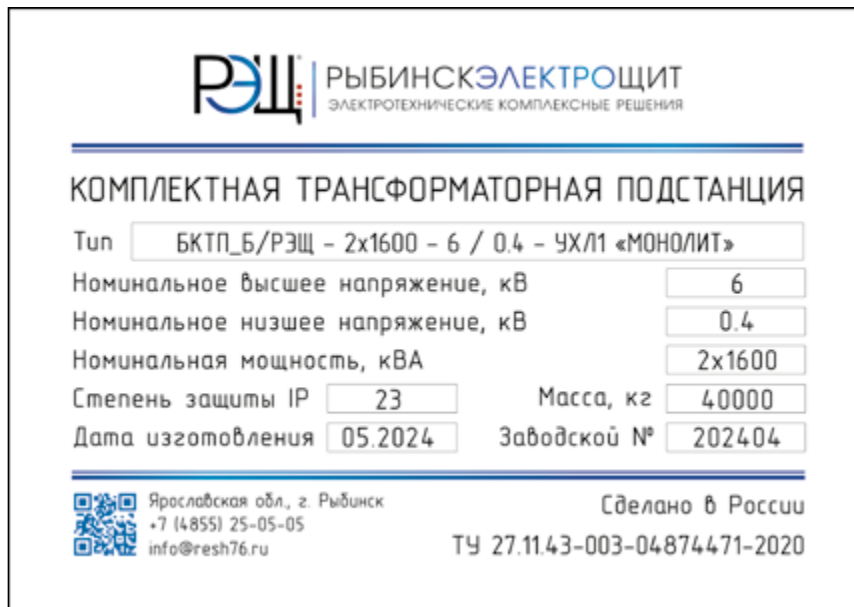 РЭЩ РЫБИНСКЭЛЕКТРОЩИТ
ЭЛЕКТРОТЕХНИЧЕСКИЕ КОМПЛЕКСНЫЕ РЕШЕНИЯ
КОМПЛЕКТНАЯ ТРАНСФОРМАТОРНАЯ ПОДСТАНЦИЯ
Тип БКТП_Б/РЭЩ - 2х1600 - 6 / 0.4 - УХЛ1 «МОНОЛИТ»
Номинальное высшее напряжение, кВ 6
Номинальное низшее напряжение, кВ 0.4
Номинальная мощность, кВА 2х1600
Степень защиты IP 23 Масса, кг 40000
Дата изготовления 05.2024 Заводской № 202404
Ярославская обл., г. Рыбинск
+7 (4855) 25-05-05
info@resh76.ru
Сделано в России
ТУ 27.11.43-003-04874471-2020